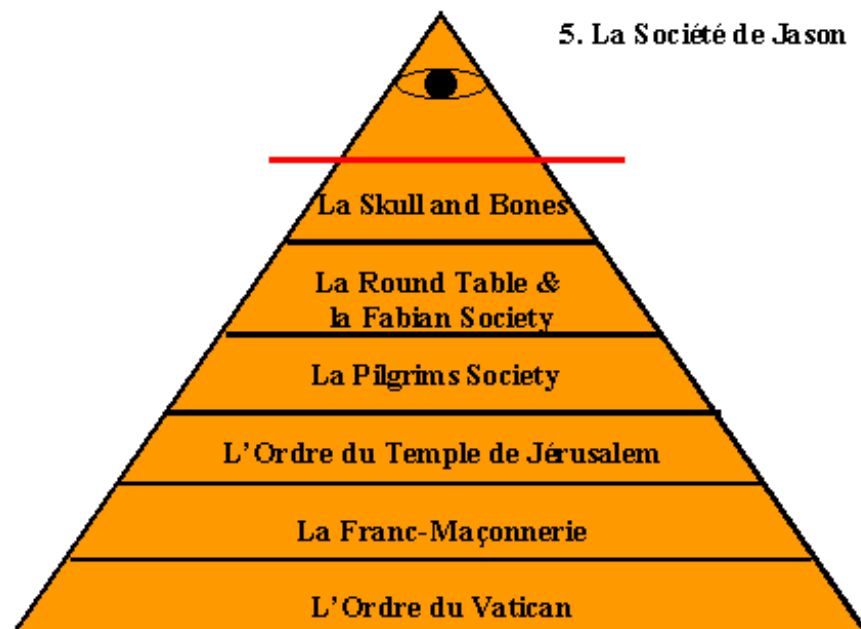 5. La Société de Jason
La Skull and Bones
La Round Table &
la Fabian Society
La Pilgrims Society
L'Ordre du Temple de Jérusalem
La Franc-Maçonnerie
L'Ordre du Vatican